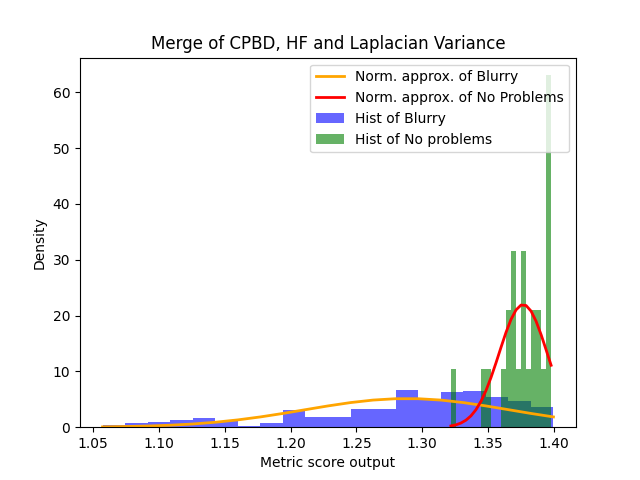 Merge of CPBD, HF and Laplacian Variance
Norm. approx. of Blurry
Norm. approx. of No Problems
Hist of Blurry
Hist of No problems
Density
60
50
40
30
20
10
0
1.05 1.10 1.15 1.20 1.25 1.30 1.35 1.40
Metric score output